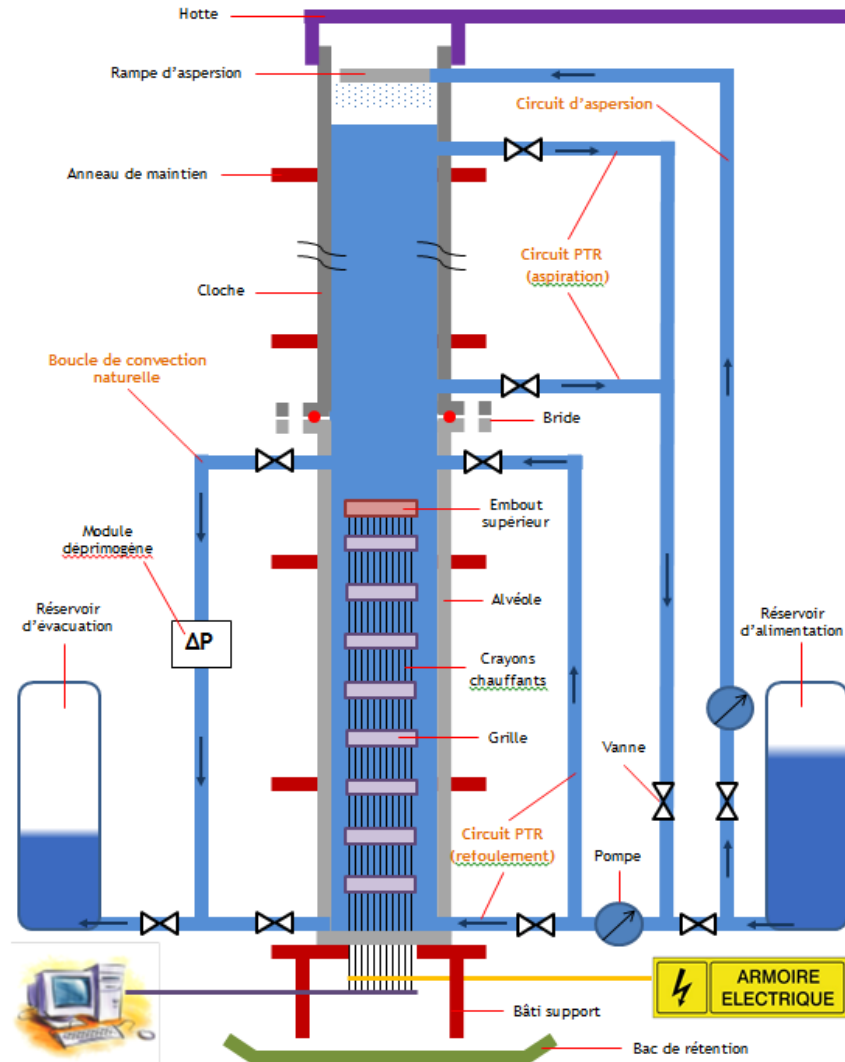 Hotte
Rampe d'aspersion
Circuit d'aspersion
Anneau de maintien
Circuit PTR
(aspiration)
Cloche
Boucle de convection
naturelle
Bride
Embout
supérieur
Module
déprimogène
Alvéole
Réservoir
d'évacuation
Réservoir
d'alimentation
ΔP
Crayons
chauffants
Grille
Vanne
Circuit PTR
(refoulement)
Pompe
ARMOIRE
ELECTRIQUE
Bâti support
Bac de rétention